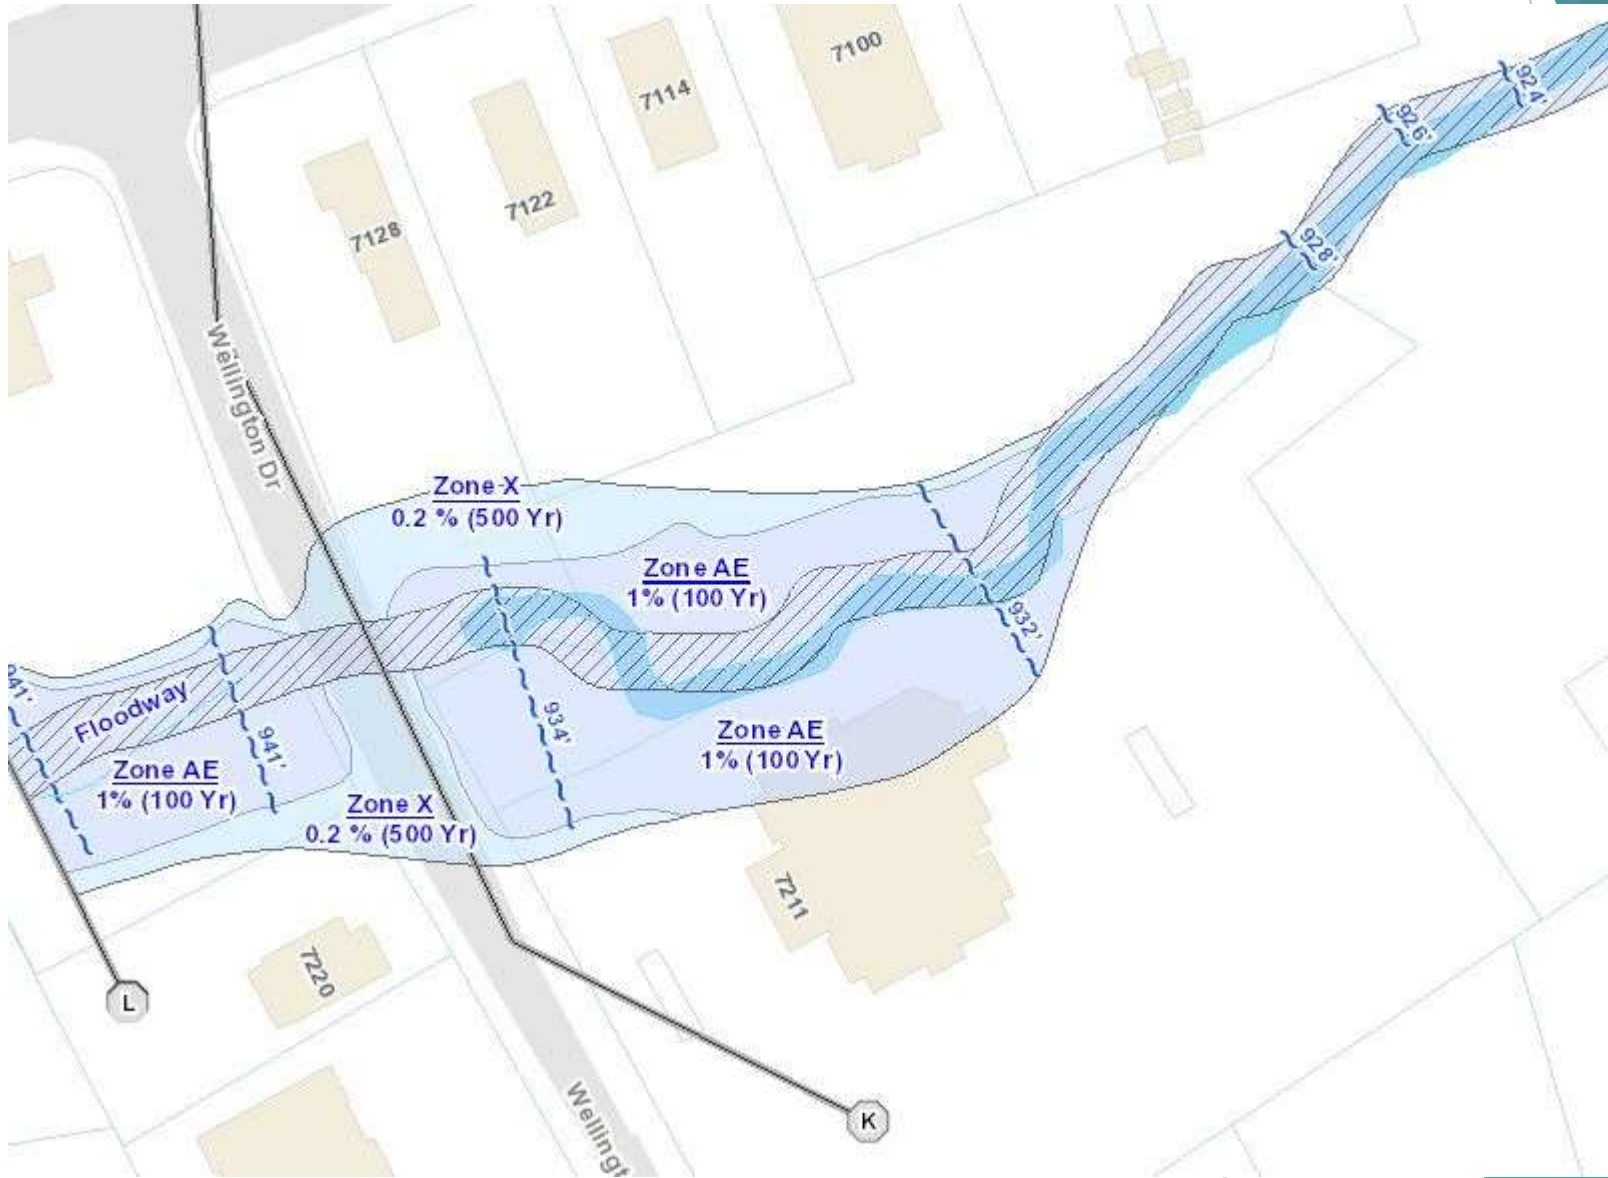 7100
924'
7114
926'
7122
7128
928'
Wellington Dr
Zone X
0.2 % (500 Yr)
Zone AE
1% (100 Yr)
932'
941'
Floodway
934'
941'
Zone AE
1% (100 Yr)
Zone AE
1% (100 Yr)
Zone X
0.2 % (500 Yr)
7211
7220
L
K
Wellingt